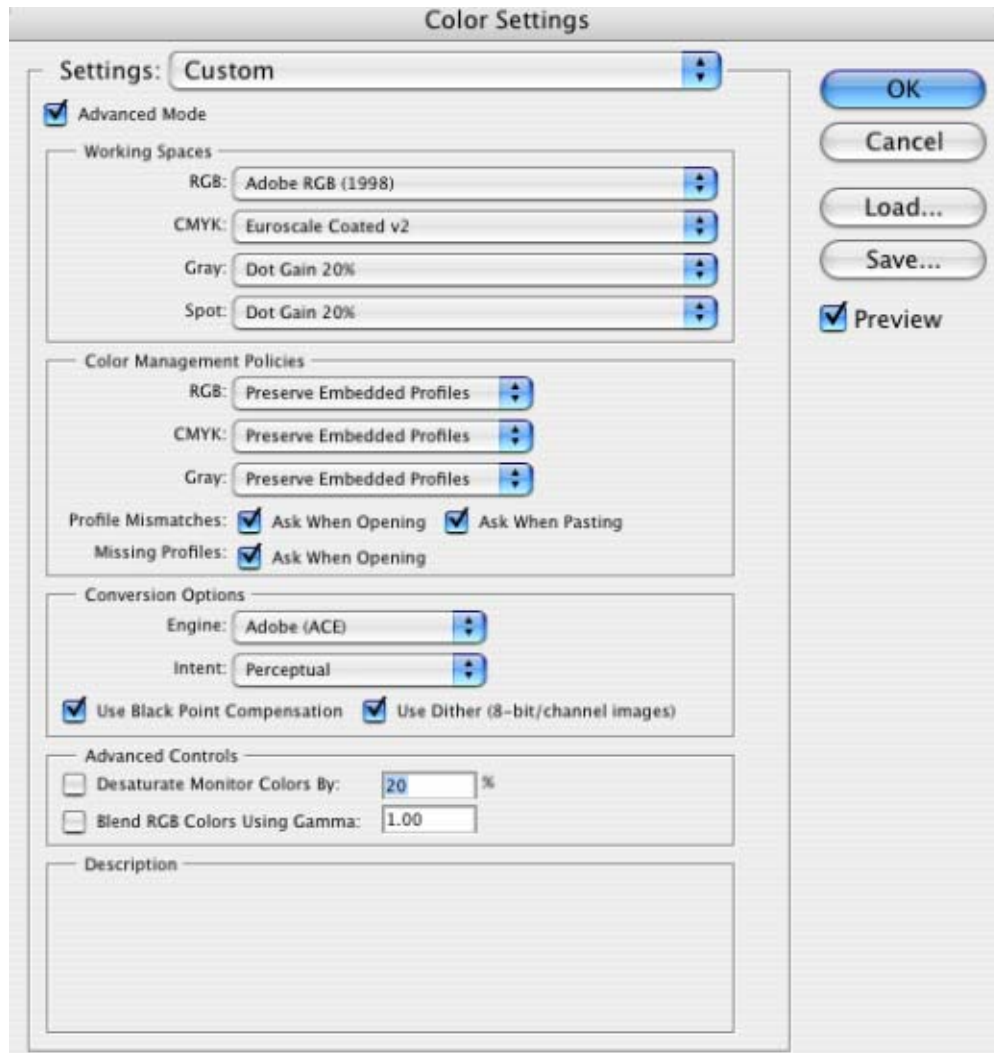 Color Settings
Settings: Custom
OK
Advanced Mode
Cancel
Working Spaces
RGB: Adobe RGB (1998)
Load...
CMYK: Euroscale Coated v2
Save...
Gray: Dot Gain 20%
Spot: Dot Gain 20%
Preview
Color Management Policies
RGB: Preserve Embedded Profiles
CMYK: Preserve Embedded Profiles
Gray: Preserve Embedded Profiles
Profile Mismatches: Ask When Opening Ask When Pasting
Missing Profiles: Ask When Opening
Conversion Options
Engine: Adobe (ACE)
Intent: Perceptual
Use Black Point Compensation Use Dither (8-bit/channel images)
Advanced Controls
Desaturate Monitor Colors By: 20 %
Blend RGB Colors Using Gamma: 1.00
Description